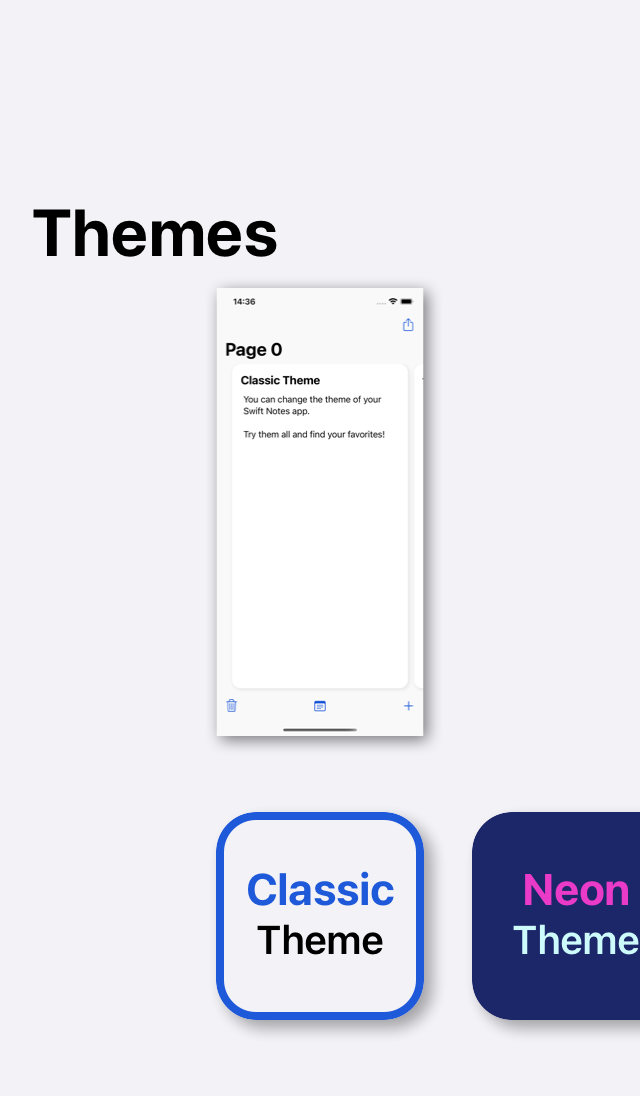 Themes
14:36
Page 0
Classic Theme
You can change the theme of your
Swift Notes app.
Try them all and find your favorites!
Classic
Theme
Neon
Theme